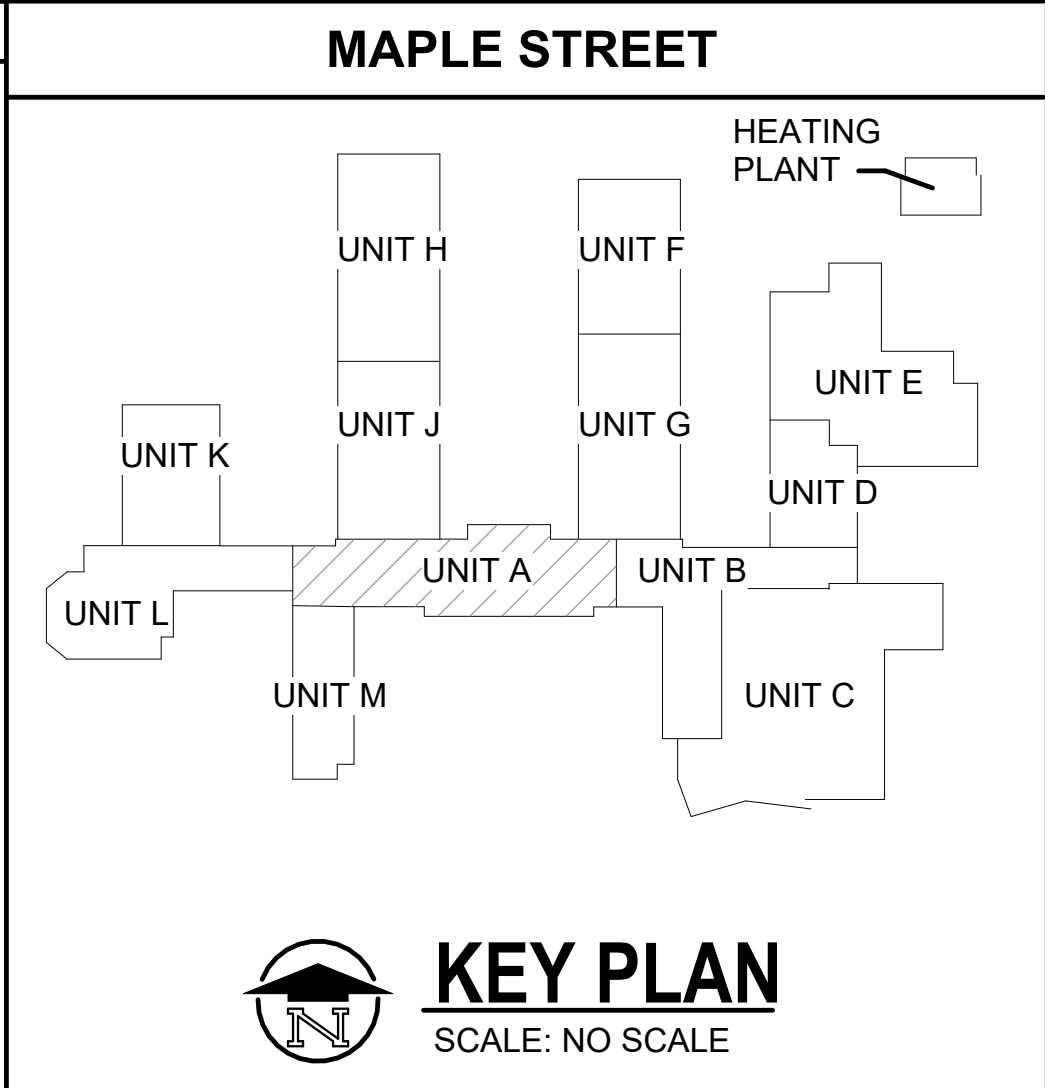 MAPLE STREET
HEATING
PLANT
UNIT H
UNIT F
UNIT E
UNIT J
UNIT G
UNIT K
UNIT D
UNIT A
UNIT B
UNIT L
UNIT M
UNIT C
N
KEY PLAN
SCALE: NO SCALE